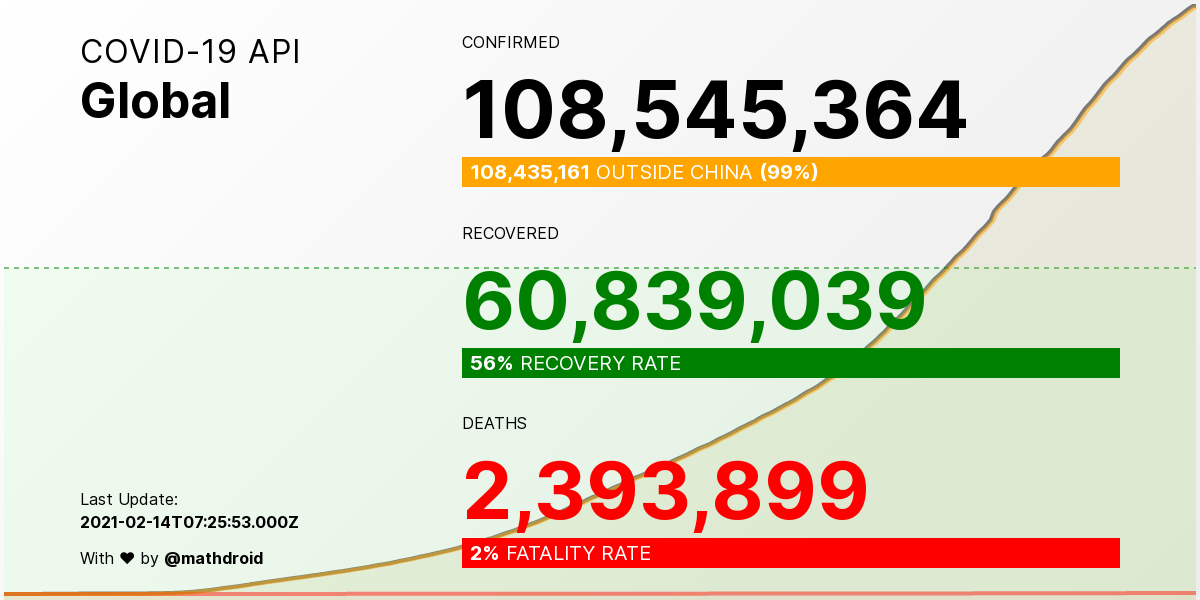 COVID-19 API
Global
CONFIRMED
108,545,364
108,435,161 OUTSIDE CHINA (99%)
RECOVERED
60,839,039
56% RECOVERY RATE
DEATHS
2,393,899
2% FATALITY RATE
Last Update:
2021-02-14T07:25:53.000Z
With ♥ by @mathdroid